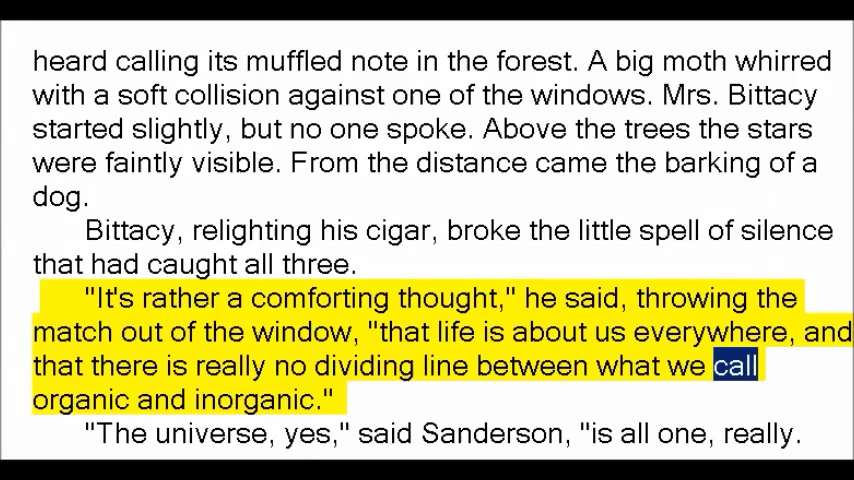 heard calling its muffled note in the forest. A big moth whirred
with a soft collision against one of the windows. Mrs. Bittacy
started slightly, but no one spoke. Above the trees the stars
were faintly visible. From the distance came the barking of a
dog.
Bittacy, relighting his cigar, broke the little spell of silence
that had caught all three.
"It's rather a comforting thought," he said, throwing the
match out of the window, "that life is about us everywhere, and
that there is really no dividing line between what we call
organic and inorganic."
"The universe, yes," said Sanderson, "is all one, really.